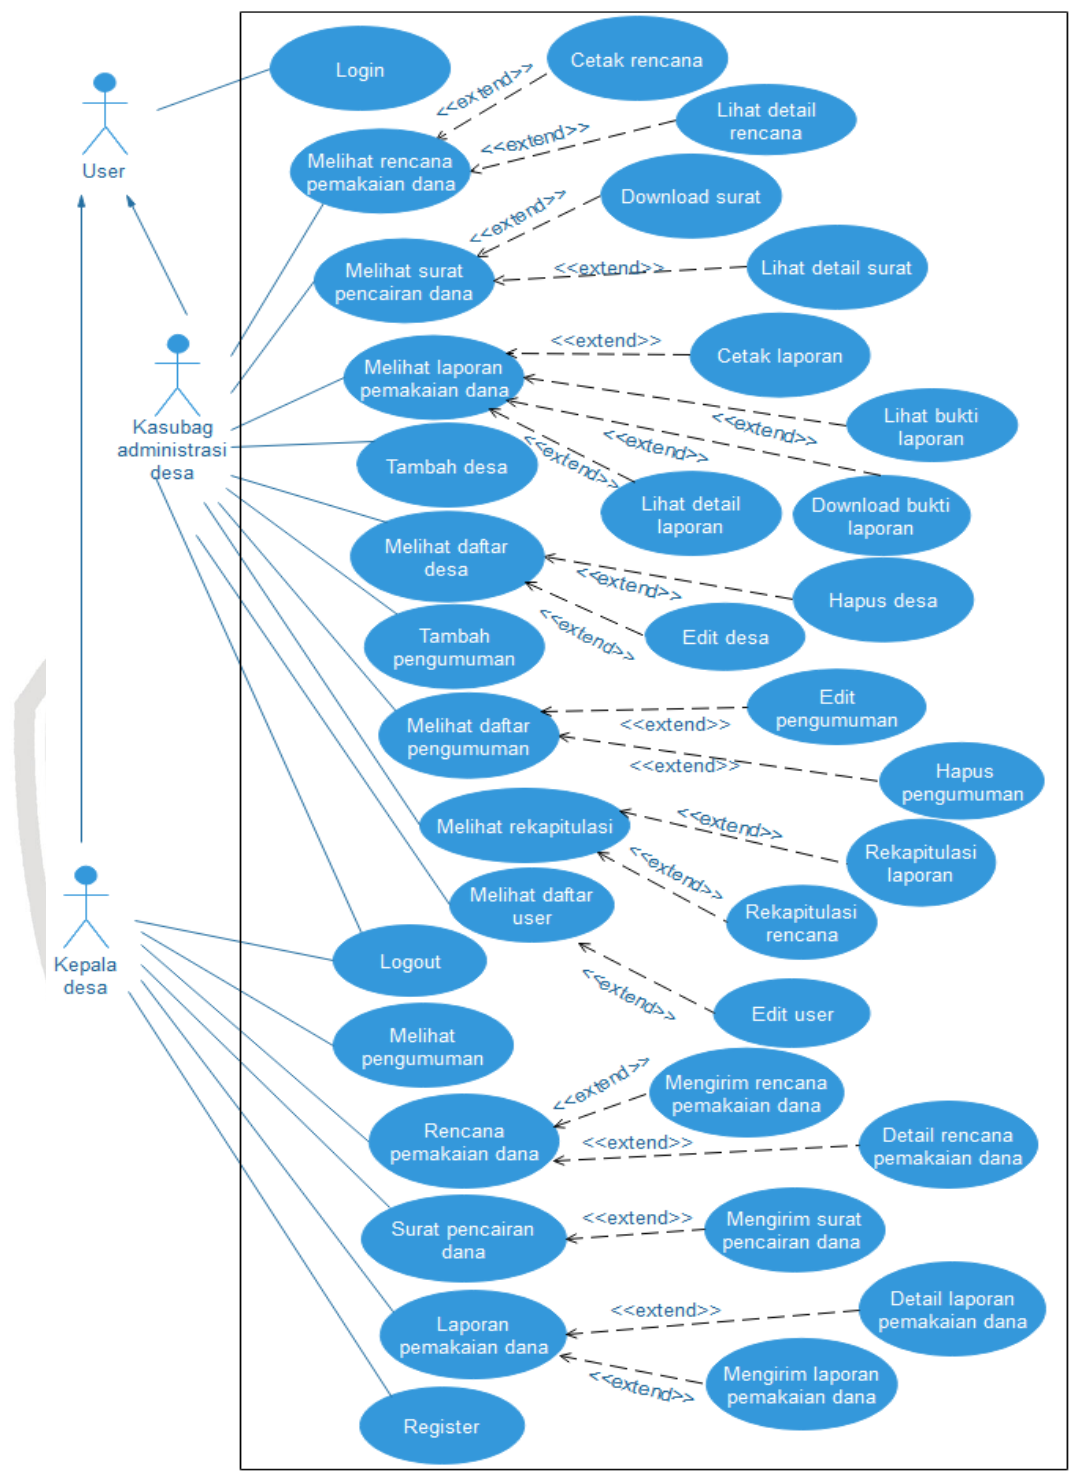 Login
<<extend>>
Cetak rencana
User
Melihat rencana
pemakaian dana
<<extend>>
Lihat detail
rencana
<<extend>>
Download surat
Melihat surat
pencairan dana
<<extend>>
Lihat detail surat
Kasubag
administrasi
desa
Melihat laporan
pemakaian dana
<<extend>>
Cetak laporan
<<extend>>
Lihat bukti
laporan
<<extend>>
Download bukti
laporan
<<extend>>
Lihat detail
laporan
Tambah desa
Melihat daftar
desa
<<extend>>
Hapus desa
<<extend>>
Edit desa
Tambah
pengumuman
Melihat daftar
pengumuman
<<extend>>
Edit
pengumuman
<<extend>>
Hapus
pengumuman
Melihat rekapitulasi
<<extend>>
Rekapitulasi
laporan
<<extend>>
Rekapitulasi
rencana
Melihat daftar
user
<<extend>>
Edit user
Kepala
desa
Logout
Melihat
pengumuman
Rencana
pemakaian dana
<<extend>>
Mengirim rencana
pemakaian dana
<<extend>>
Detail rencana
pemakaian dana
Surat pencairan
dana
<<extend>>
Mengirim surat
pencairan dana
Laporan
pemakaian dana
<<extend>>
Detail laporan
pemakaian dana
<<extend>>
Mengirim laporan
pemakaian dana
Register